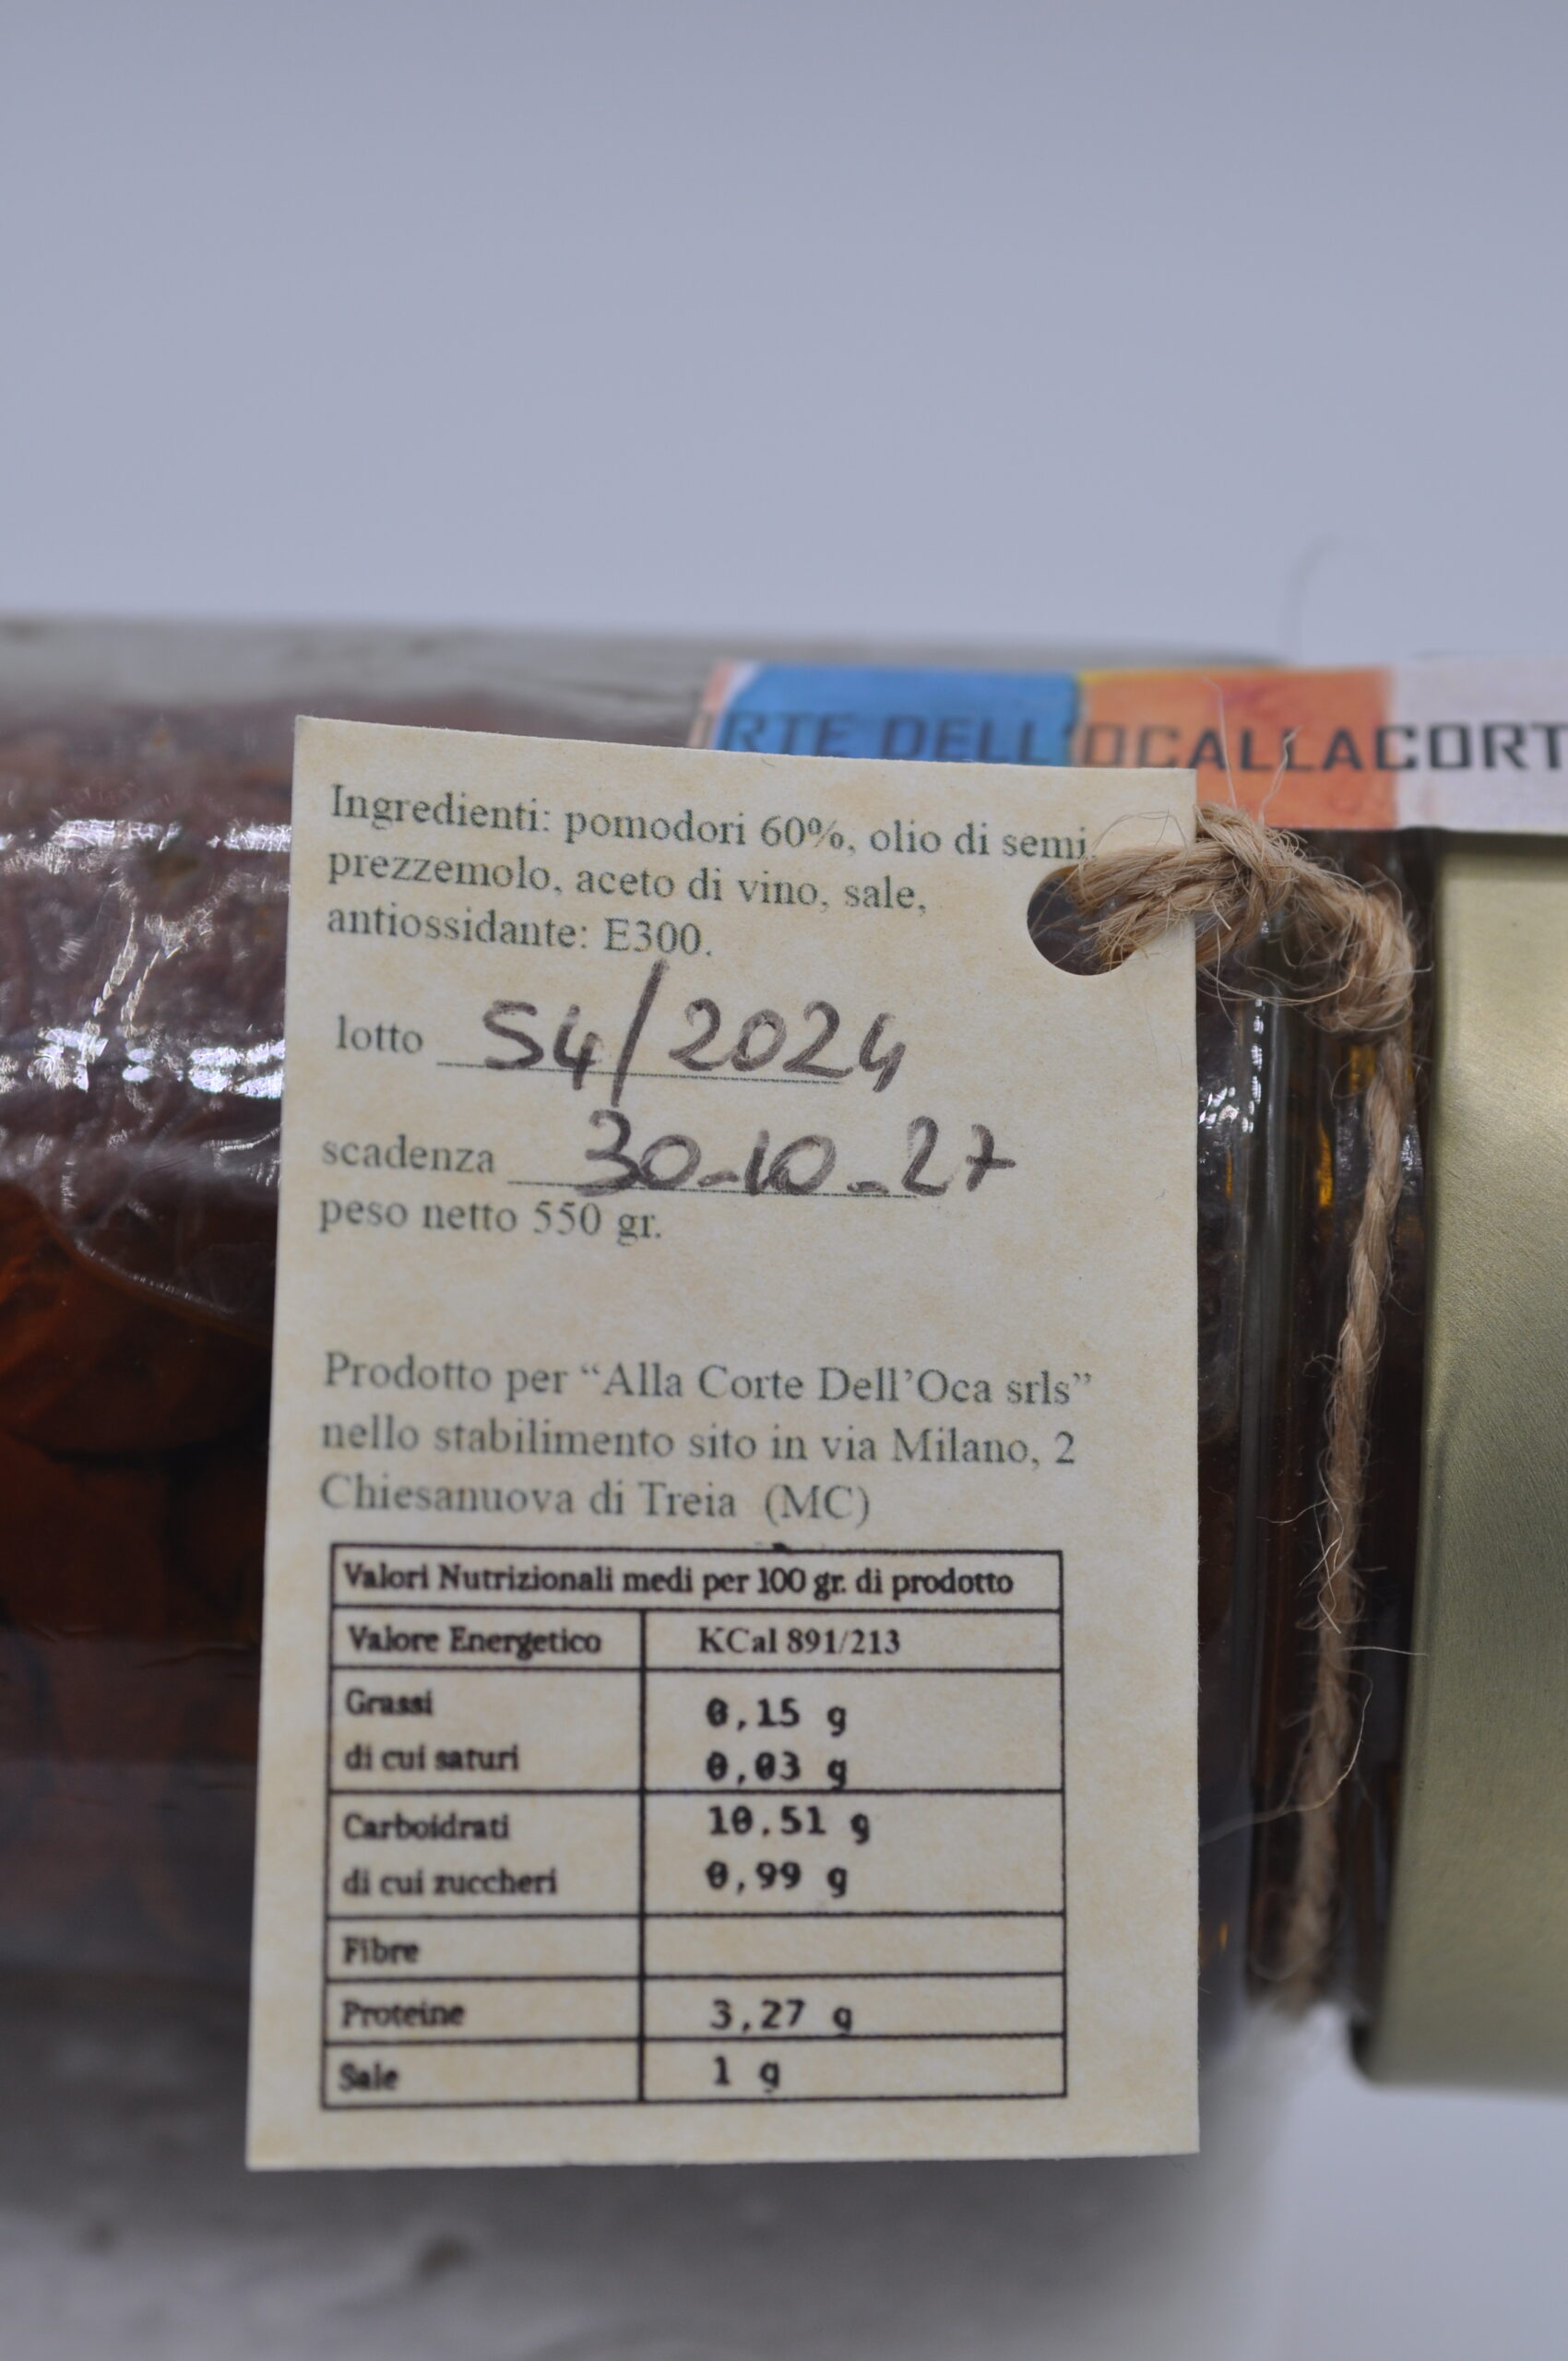 RTE DELL'OCALLACORT
Ingredienti: pomodori 60%, olio di semi,
prezzemolo, aceto di vino, sale,
antiossidante: E300.
lotto S4/2024
scadenza 30-10-27
peso netto 550 gr.
Prodotto per “Alla Corte Dell’Oca srls”
nello stabilimento sito in via Milano, 2
Chiesanuova di Treia (MC)
Valori Nutrizionali medi per 100 gr. di prodotto
Valore Energetico KCal 891/213
Grassi 0,15 g
di cui saturi 0,03 g
Carboidrati 10.51 g
di cui zuccheri 0,99 g
Fibre
Proteine 3,27 g
Sale 1 g